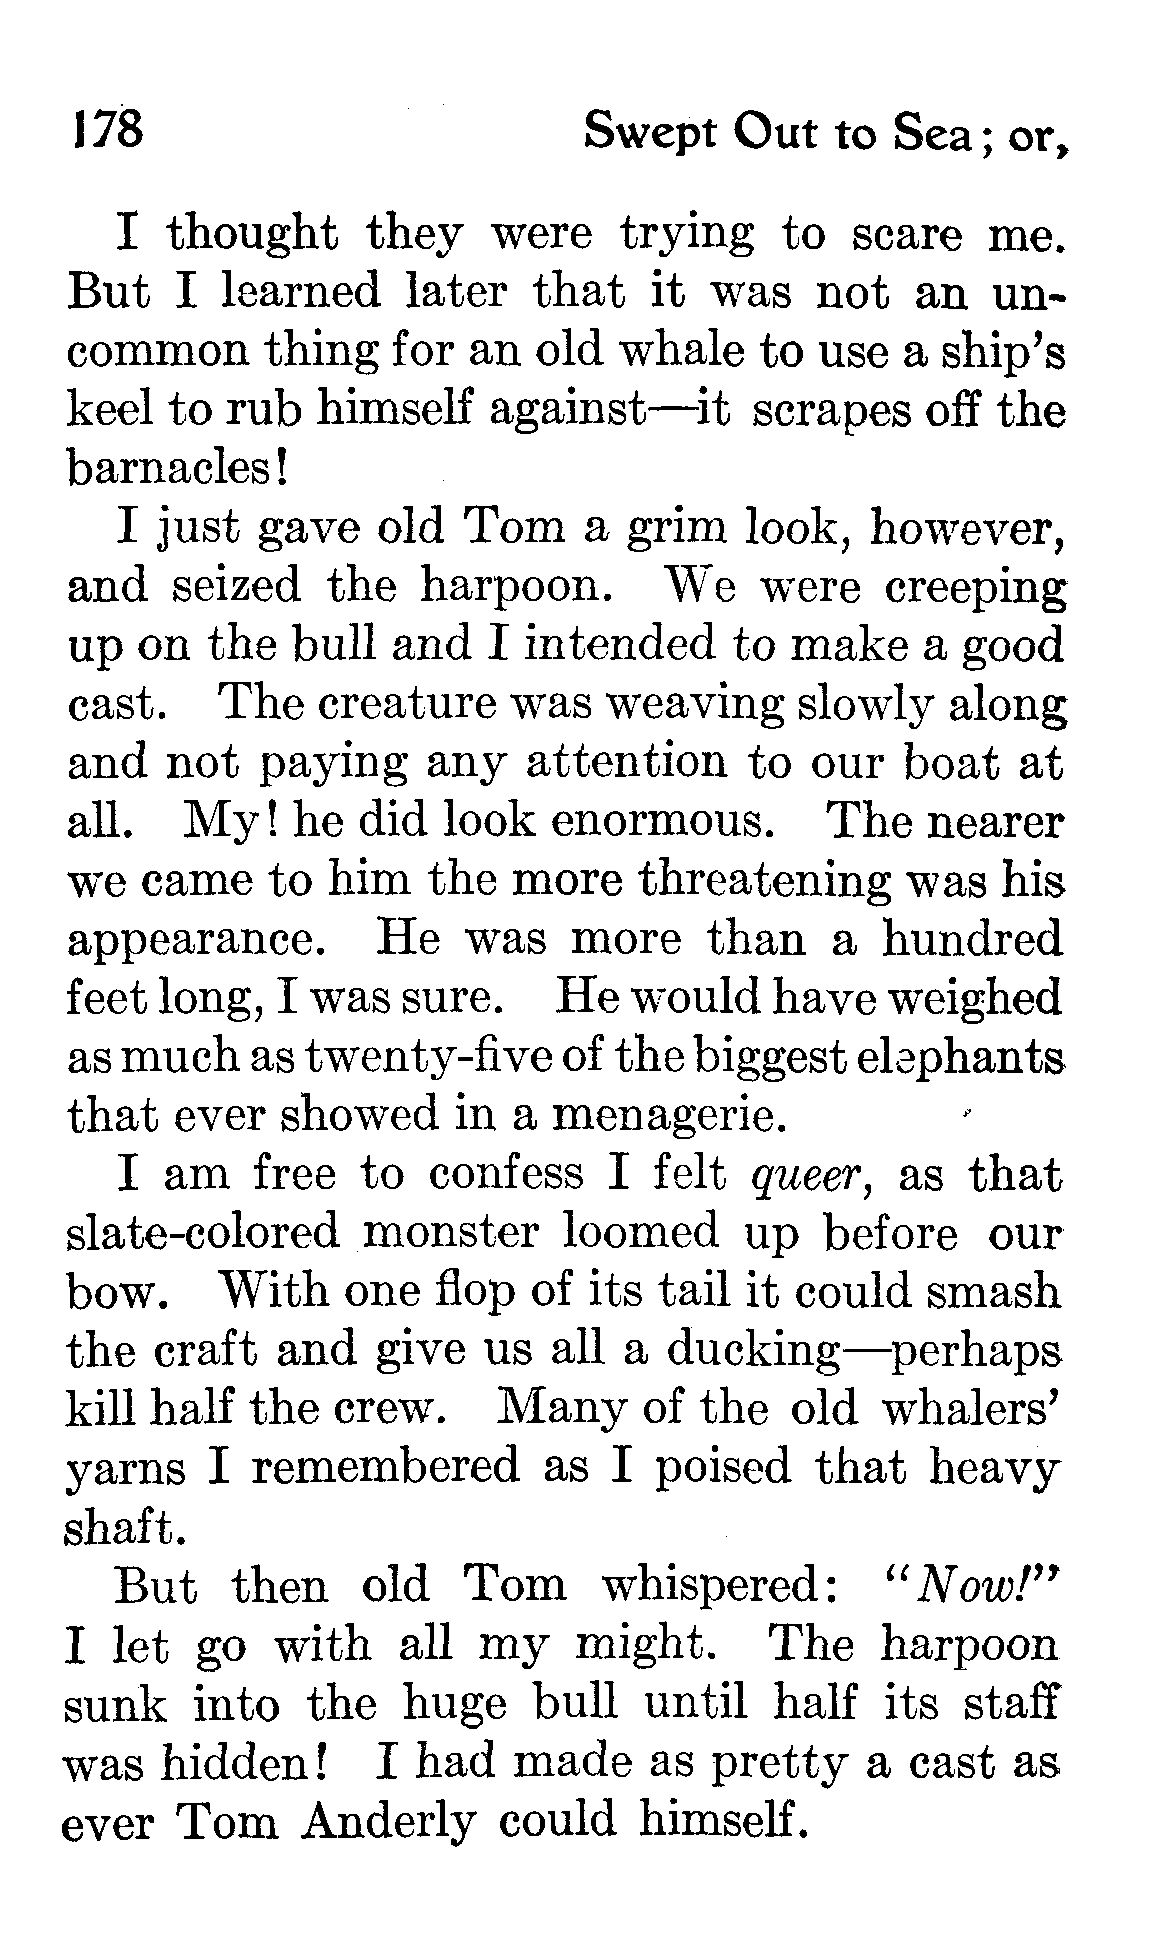 178 Swept Out to Sea; or,
I thought they were trying to scare me.
But I learned later that it was not an un-
common thing for an old whale to use a ship's
keel to rub himself against—it scrapes off the
barnacles!
I just gave old Tom a grim look, however,
and seized the harpoon. We were creeping
up on the bull and I intended to make a good
cast. The creature was weaving slowly along
and not paying any attention to our boat at
all. My! he did look enormous. The nearer
we came to him the more threatening was his
appearance. He was more than a hundred
feet long, I was sure. He would have weighed
as much as twenty-five of the biggest elephants
that ever showed in a menagerie.
I am free to confess I felt queer, as that
slate-colored monster loomed up before our
bow. With one flop of its tail it could smash
the craft and give us all a ducking—perhaps
kill half the crew. Many of the old whalers'
yarns I remembered as I poised that heavy
shaft.
But then old Tom whispered: "Now!"
I let go with all my might. The harpoon
sunk into the huge bull until half its staff
was hidden! I had made as pretty a cast as
ever Tom Anderly could himself.